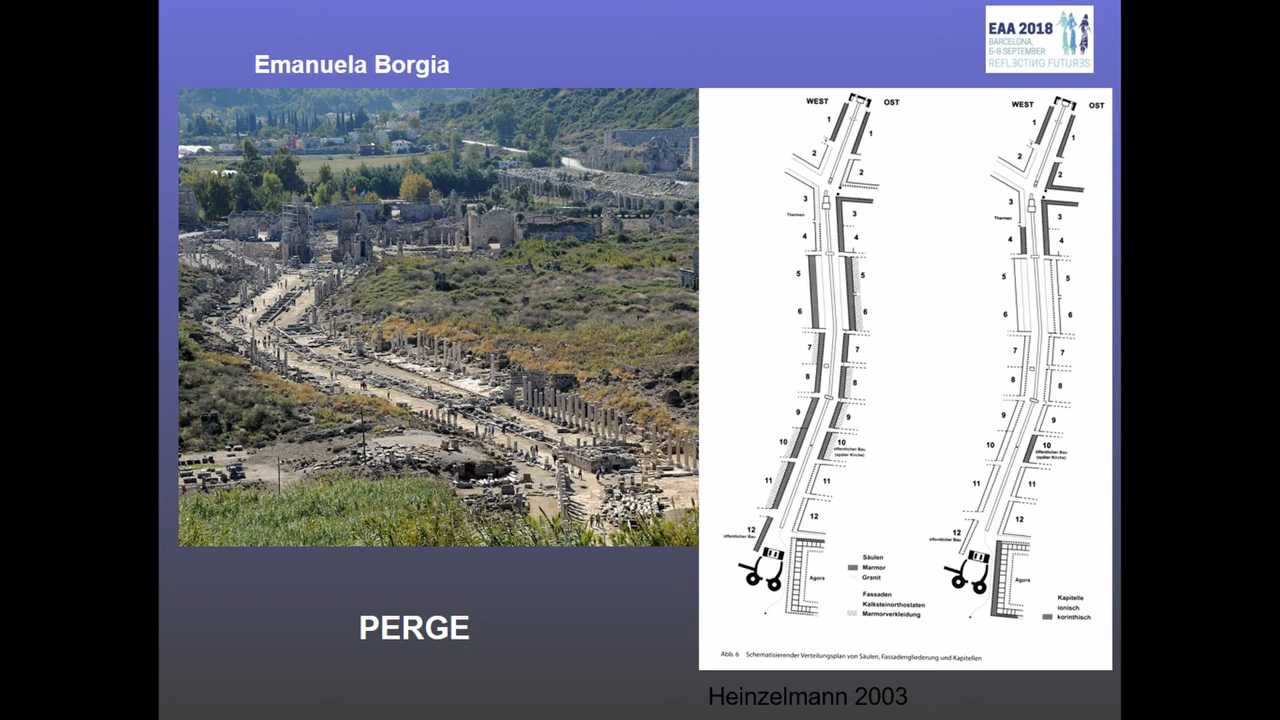 EAA 2018
BARCELONA,
5-8 SEPTEMBER
REFLECTING FUTURES
Emanuela Borgia
WEST OST
1
1
2
2
3
3
Thermen
4
4
5
5
6
6
7
7
8
8
9
9
10
10
öffentlicher Bau
(später Kirche)
11
11
12
12
öffentlicher Bau
Agora
Säulen
Marmor
Granit
Fassaden
Kalksteinorthostaten
Marmorverkleidung
WEST OST
1
1
2
2
3
3
Thermen
4
4
5
5
6
6
7
7
8
8
9
9
10
10
öffentlicher Bau
(später Kirche)
11
11
12
12
öffentlicher Bau
Agora
Kapitelle
ionisch
korinthisch
Abb. 6 Schematisierender Verteilungsplan von Säulen, Fassadengliederung und Kapitellen
PERGE
Heinzelmann 2003